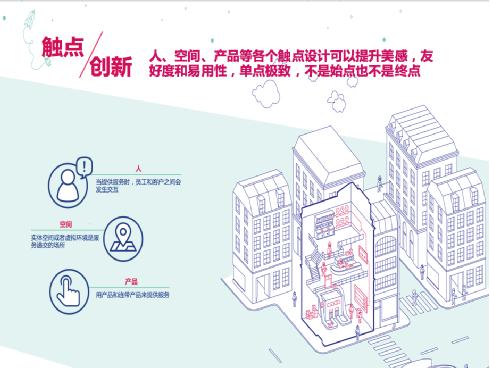 触点
创新
人、空间、产品等各个触点设计可以提升美感，友
好度和易用性，单点极致，不是始点也不是终点
人
当提供服务时，员工和客户之间会
发生交互
空间
实体空间或者虚拟环境是服
务递交的场所
产品
用产品和连带产品来提供服务